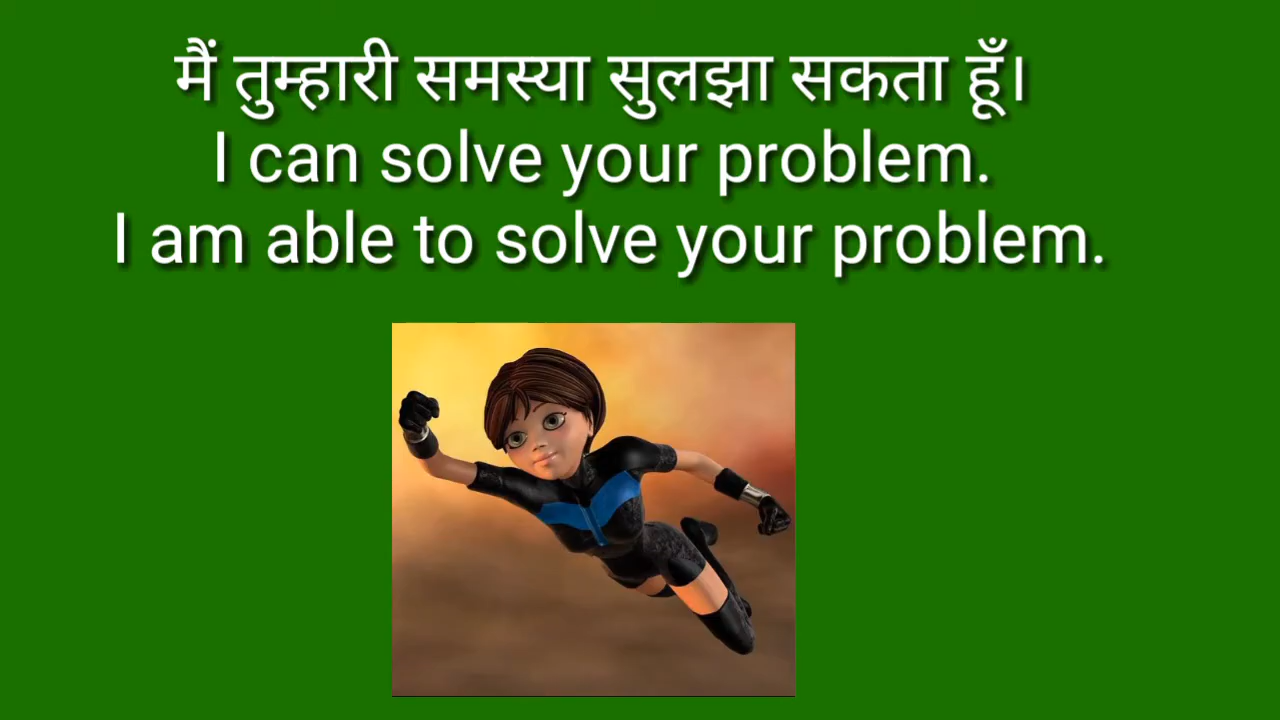 मैं तुम्हारी समस्या सुलझा सकता हूँ।
I can solve your problem.
I am able to solve your problem.